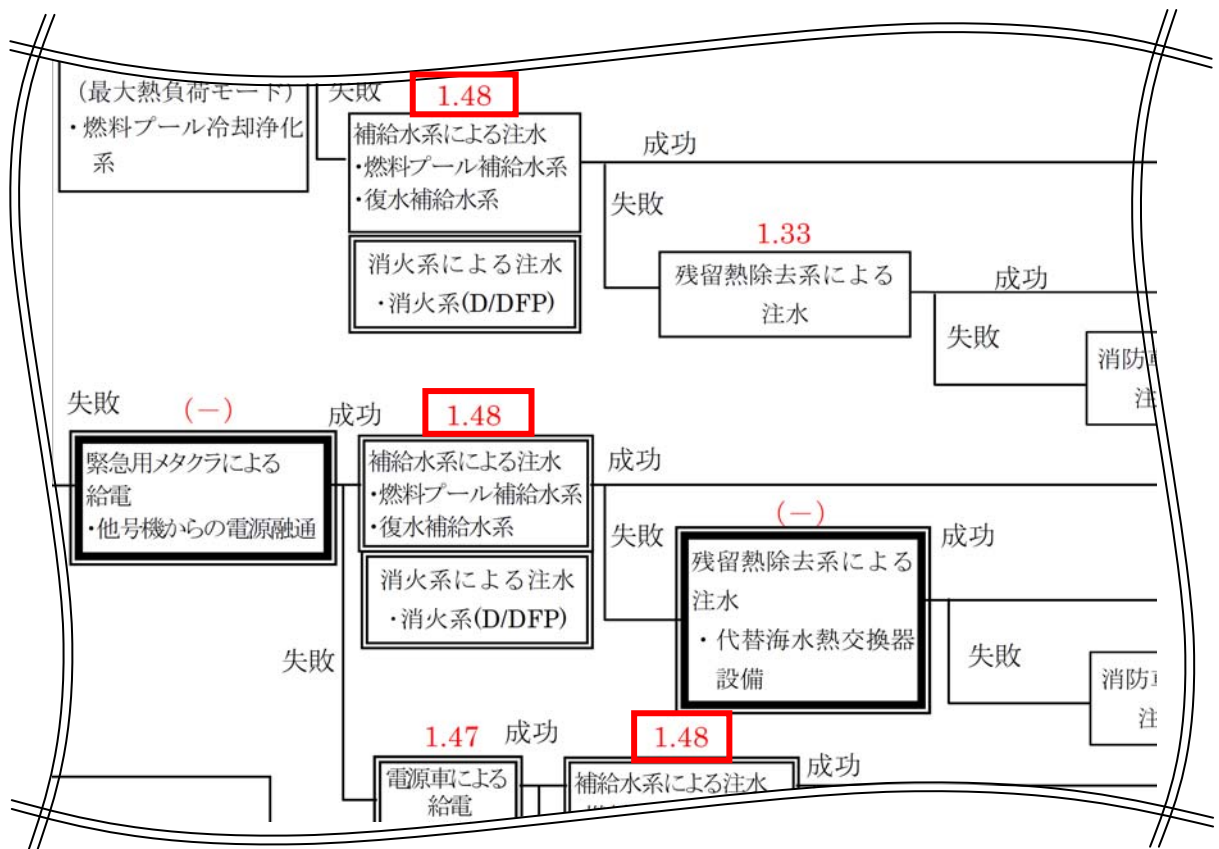 （最大熱負荷モード）
・燃料プール冷却浄化
系
失敗
1.48
補給水系による注水
・燃料プール補給水系
・復水補給水系
消火系による注水
・消火系(D/DFP)
成功
失敗
1.33
残留熱除去系による
注水
成功
失敗
消防
注
失敗
(－)
緊急用メタクラによる
給電
・他号機からの電源融通
成功
1.48
補給水系による注水
・燃料プール補給水系
・復水補給水系
消火系による注水
・消火系(D/DFP)
成功
失敗
(－)
残留熱除去系による
注水
・代替海水熱交換器
設備
成功
失敗
消防
注
失敗
1.47
成功
電源車による
給電
1.48
補給水系による注水
成功